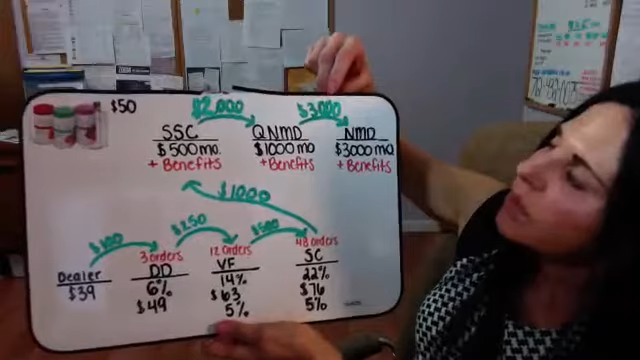 $50
$2,000
$3000
SSC
$500 mo.
+ Benefits
QNMD
$1000 mo
+ Benefits
NMD
$3000 mo.
+ Benefits
$1000
$100
$250
$500
Dealer
$39
3 orders
DD
6%
$49
12 orders
VF
14%
$63
5%
48 orders
SC
22%
$76
5%